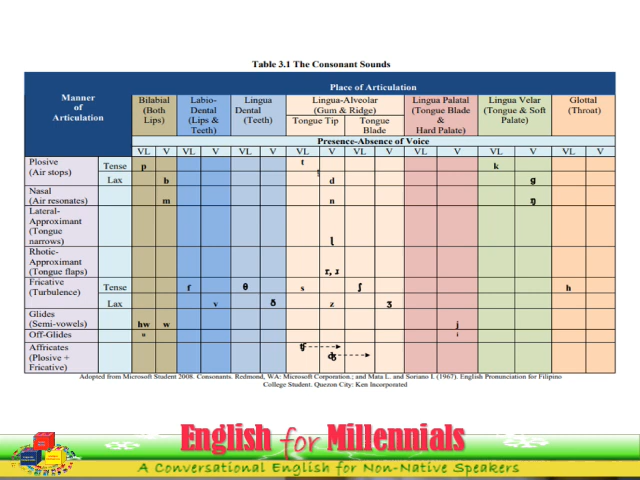 Table 3.1 The Consonant Sounds
Manner of Articulation
Place of Articulation
Bilabial (Both Lips)
Labio-Dental (Lips & Teeth)
Lingua Dental (Teeth)
Lingua-Alveolar (Gum & Ridge)
Tongue Tip
Tongue Blade
Lingua Palatal (Tongue Blade & Hard Palate)
Lingua Velar (Tongue & Soft Palate)
Glottal (Throat)
Presence-Absence of Voice
VL V VL V VL V VL V VL V VL V VL V VL V
Plosive (Air stops)
Tense p t k
Lax b d g
Nasal (Air resonates) m n ŋ
Lateral-Approximant (Tongue narrows) ɭ
Rhotic-Approximant (Tongue flaps) r, ɹ
Fricative (Turbulence)
Tense f θ s ʃ h
Lax v ð z ʒ
Glides (Semi-vowels) hw w j
Off-Glides
Affricates (Plosive + Fricative) ʧ ʤ
Adopted from Microsoft Student 2008. Consonants. Redmond, WA: Microsoft Corporation.; and Mata L. and Soriano I. (1967). English Pronunciation for Filipino
College Student. Quezon City: Ken Incorporated
English for Millennials
A Conversational English for Non-Native Speakers